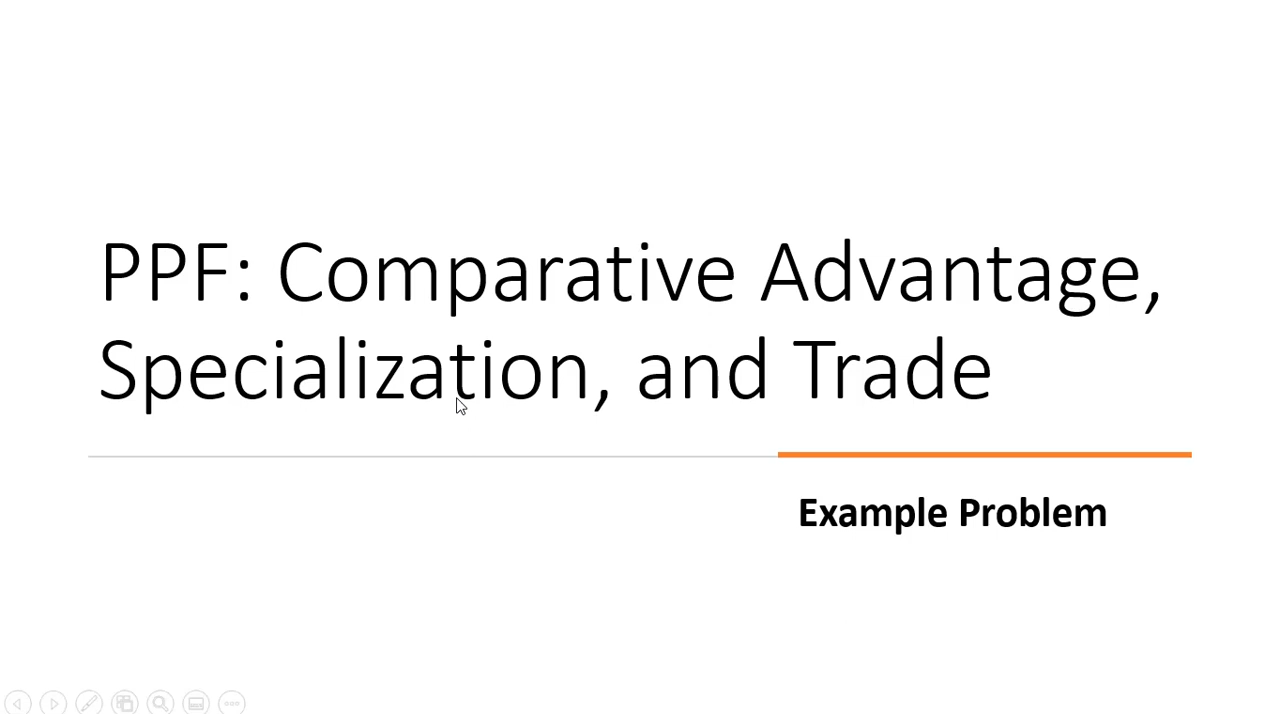 PPF: Comparative Advantage,
Specialization, and Trade
Example Problem